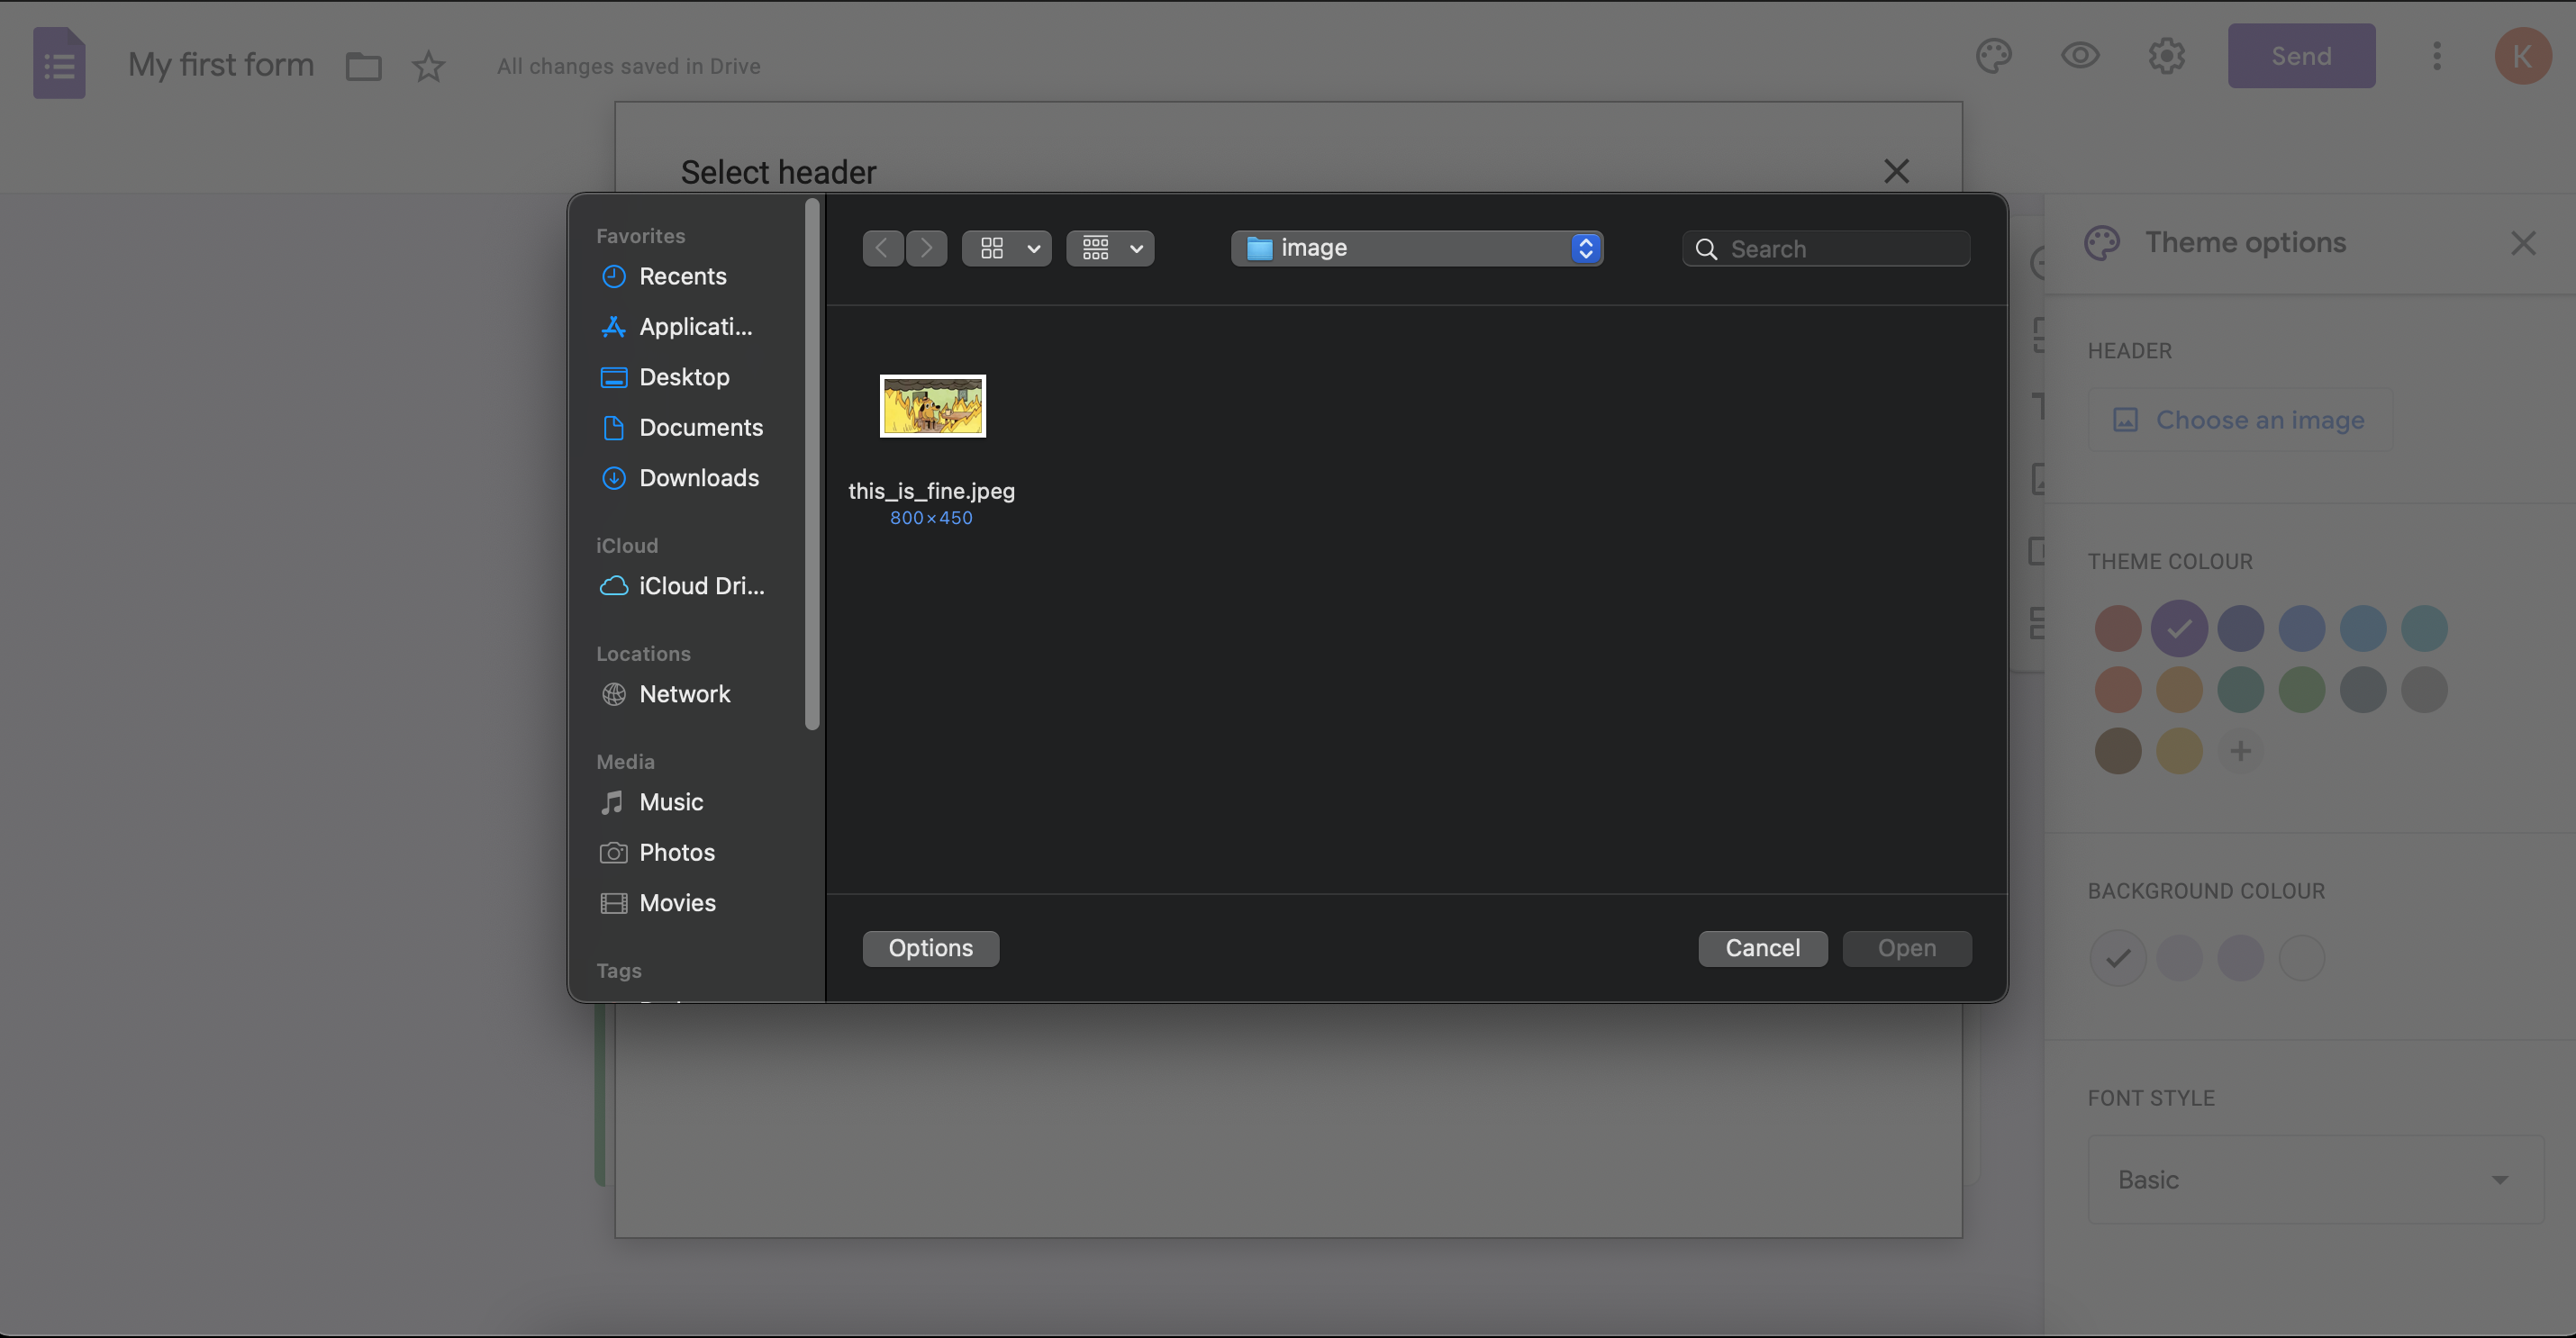 My first form
All changes saved in Drive
Send
K
Select header
Favorites
Recents
Applicati...
Desktop
Documents
Downloads
iCloud
iCloud Dri...
Locations
Network
Media
Music
Photos
Movies
Tags
image
Search
this_is_fine.jpeg
800×450
Options
Cancel
Open
Theme options
HEADER
Choose an image
THEME COLOUR
BACKGROUND COLOUR
FONT STYLE
Basic